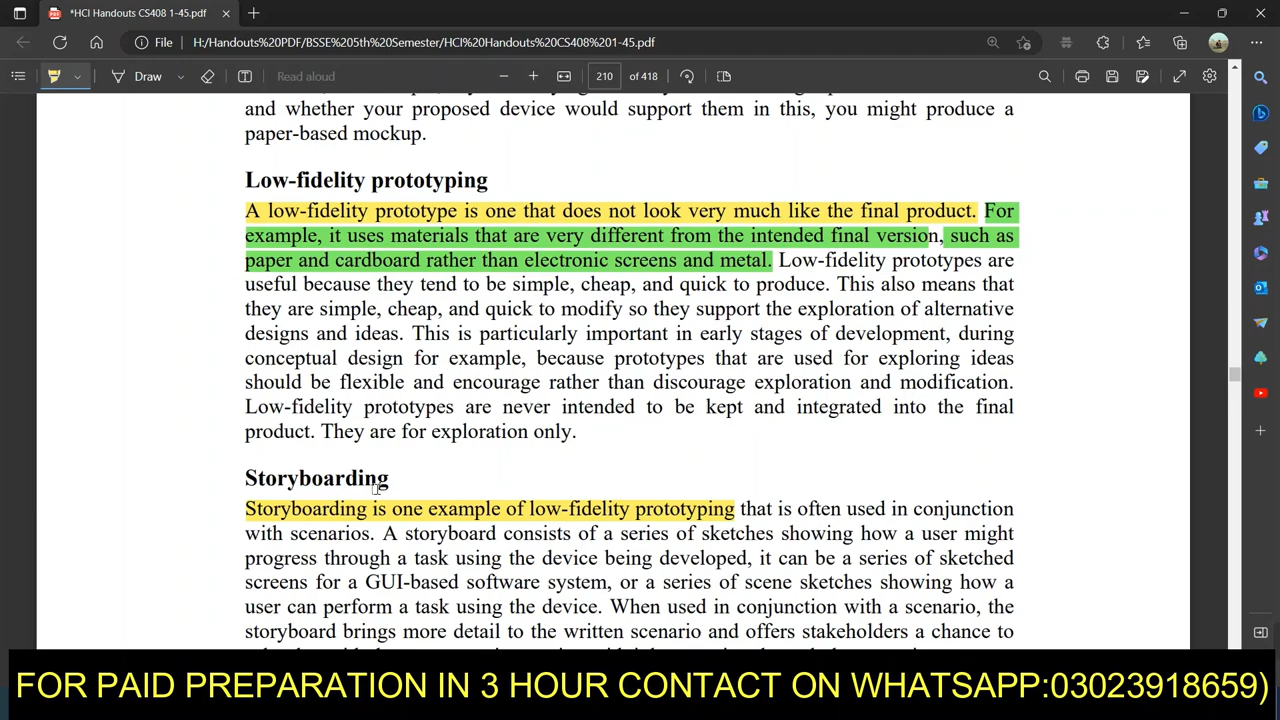 *HCI Handouts CS408 1-45.pdf
File H:/Handouts%20PDF/BSSE%205th%20Semester/HCI%20Handouts%20CS408%201-45.pdf
Draw Read aloud 210 of 418
and whether your proposed device would support them in this, you might produce a
paper-based mockup.
Low-fidelity prototyping
A low-fidelity prototype is one that does not look very much like the final product. For
example, it uses materials that are very different from the intended final version, such as
paper and cardboard rather than electronic screens and metal. Low-fidelity prototypes are
useful because they tend to be simple, cheap, and quick to produce. This also means that
they are simple, cheap, and quick to modify so they support the exploration of alternative
designs and ideas. This is particularly important in early stages of development, during
conceptual design for example, because prototypes that are used for exploring ideas
should be flexible and encourage rather than discourage exploration and modification.
Low-fidelity prototypes are never intended to be kept and integrated into the final
product. They are for exploration only.
Storyboarding
Storyboarding is one example of low-fidelity prototyping that is often used in conjunction
with scenarios. A storyboard consists of a series of sketches showing how a user might
progress through a task using the device being developed, it can be a series of sketched
screens for a GUI-based software system, or a series of scene sketches showing how a
user can perform a task using the device. When used in conjunction with a scenario, the
storyboard brings more detail to the written scenario and offers stakeholders a chance to
FOR PAID PREPARATION IN 3 HOUR CONTACT ON WHATSAPP:03023918659)